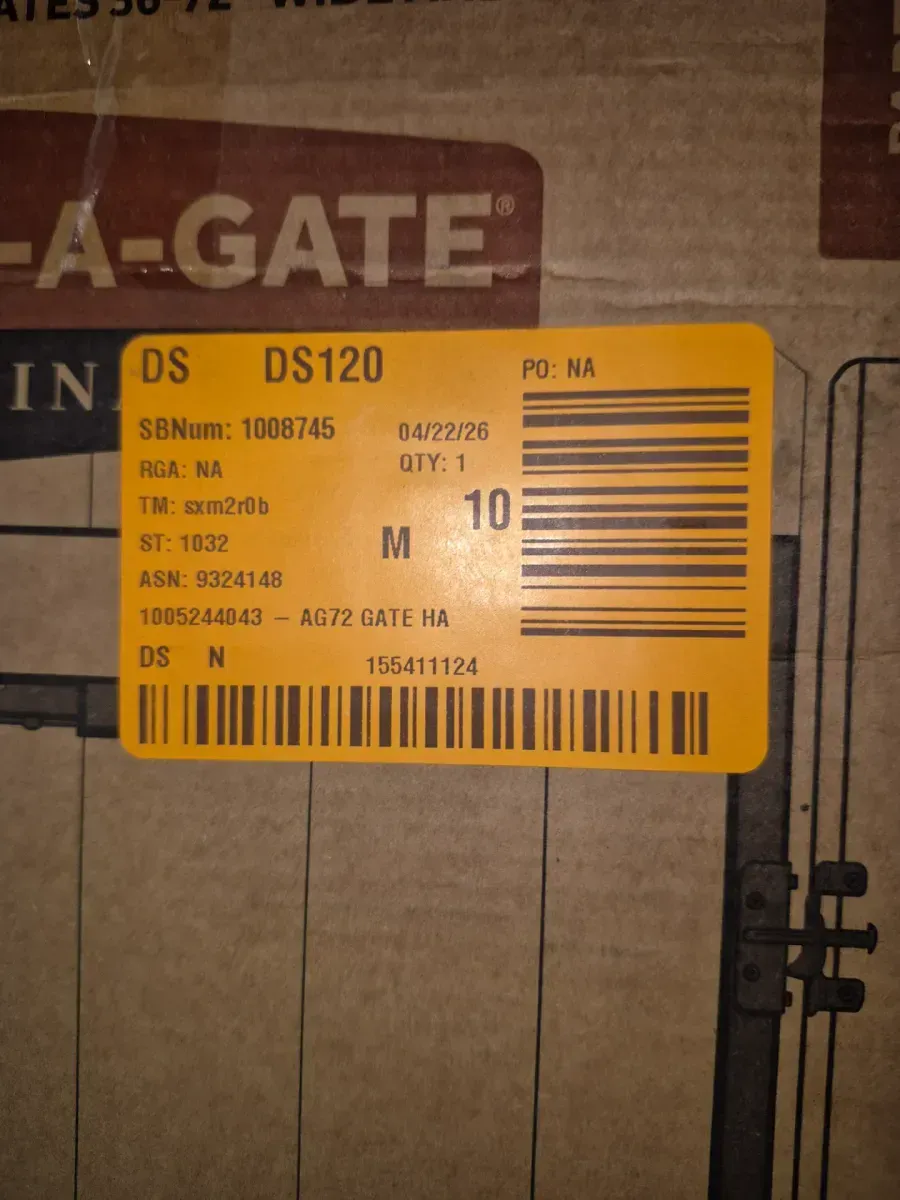 -A-GATE®
IN
DS DS120 PO: NA
SBNum: 1008745 04/22/26
RGA: NA QTY: 1
TM: sxm2r0b 10
ST: 1032 M
ASN: 9324148
1005244043 – AG72 GATE HA
DS N 155411124